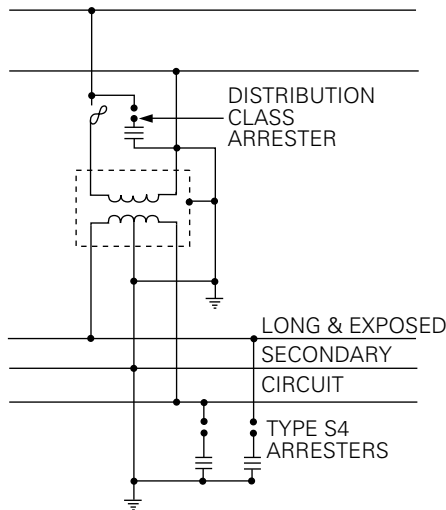 DISTRIBUTION
CLASS
ARRESTER
LONG & EXPOSED
SECONDARY
CIRCUIT
TYPE S4
ARRESTERS